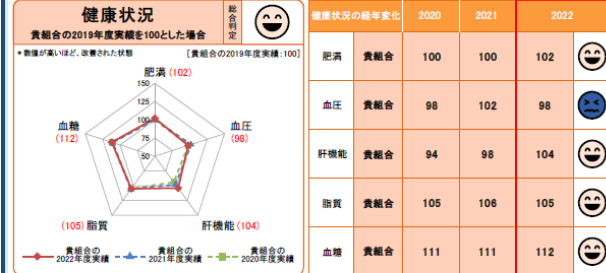 健康状況
貴組合の2019年度実績を100とした場合
総合判定
*数値が高いほど、改善された状態
[貴組合の2019年度実績:100]
肥満 (102)
150
125
100
75
50
血糖
(112)
血圧
(98)
(105) 脂質
肝機能 (104)
貴組合の
2022年度実績
貴組合の
2021年度実績
貴組合の
2020年度実績
健康状況の経年変化 2020 2021 2022
肥満 貴組合 100 100 102
血圧 貴組合 98 102 98
肝機能 貴組合 94 98 104
脂質 貴組合 105 106 105
血糖 貴組合 111 111 112